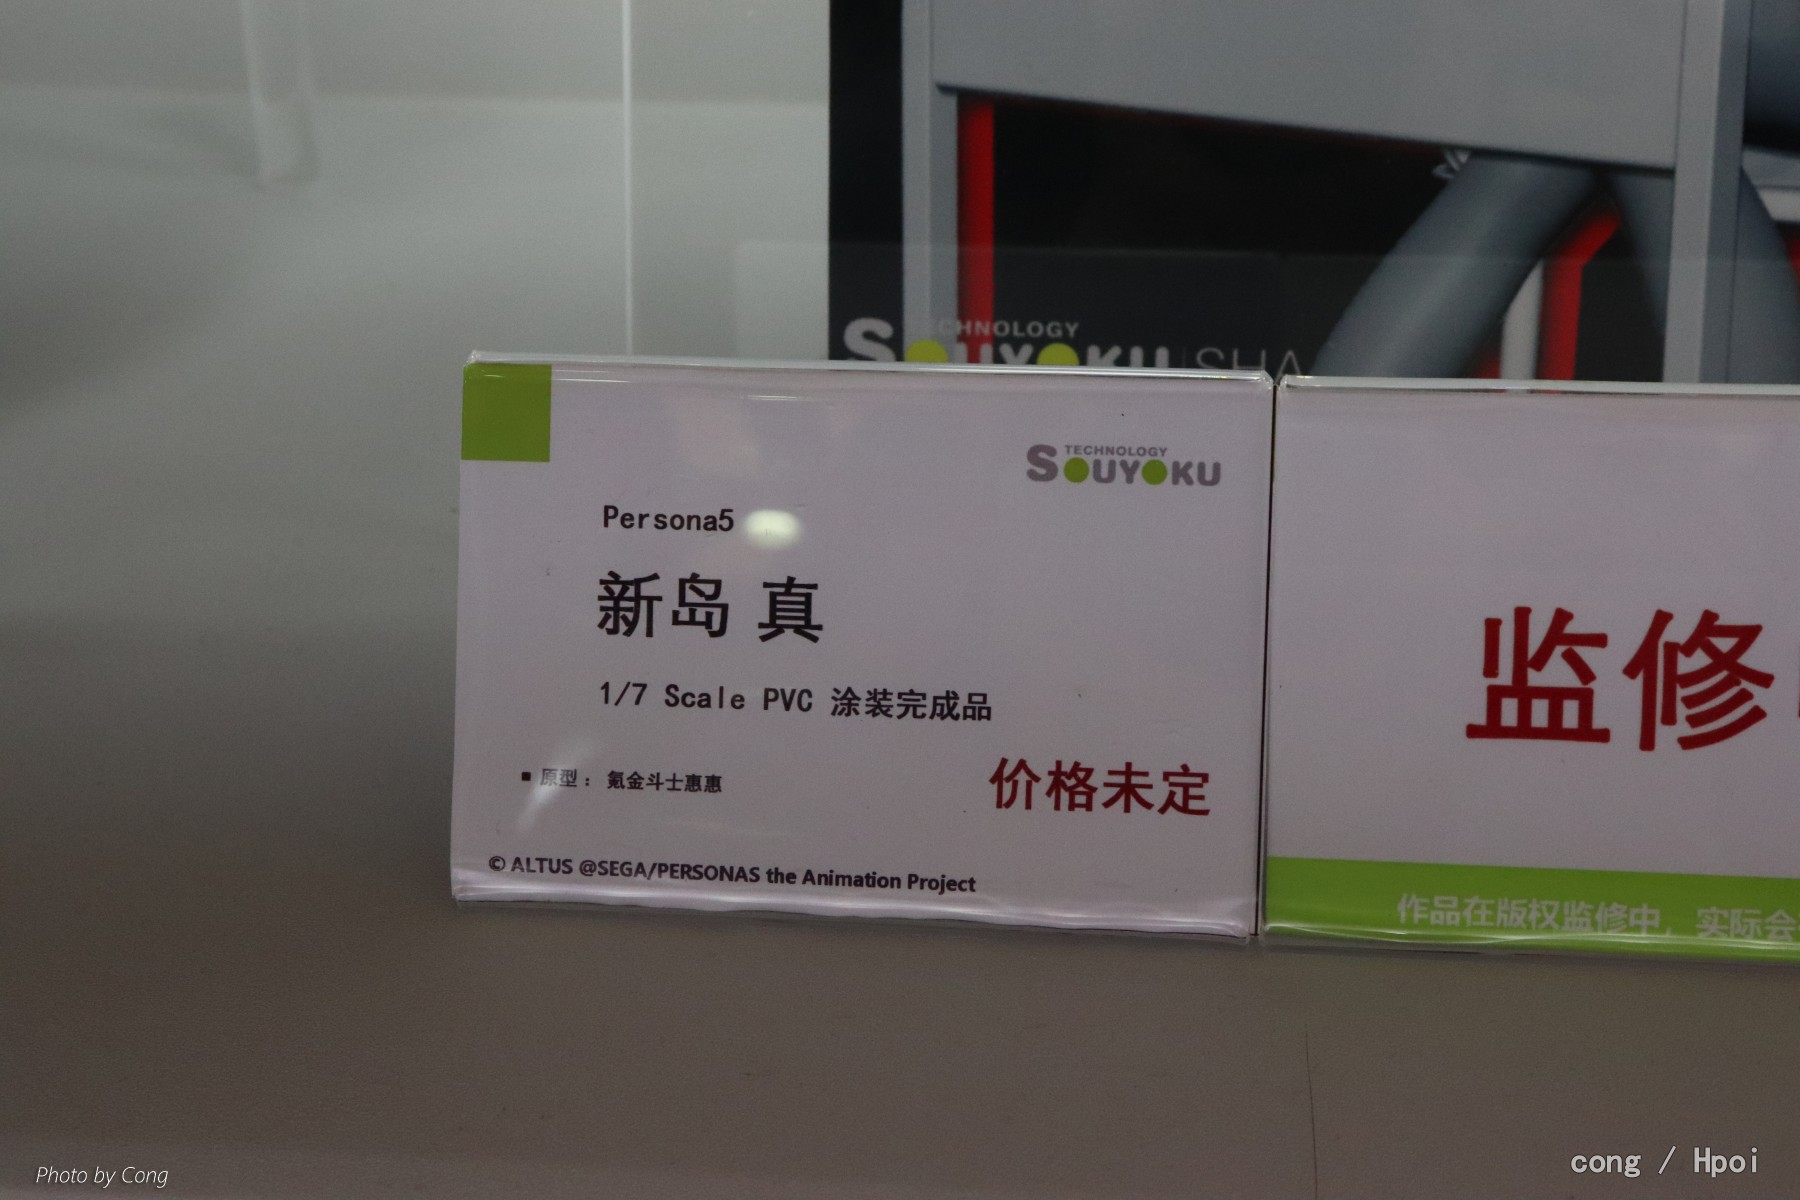 TECHNOLOGY
SOUYOKU SHA
TECHNOLOGY
SOUYOKU
Persona5
新岛 真
1/7 Scale PVC 涂装完成品
■ 原型： 氪金斗士惠惠
价格未定
© ALTUS @SEGA/PERSONA5 the Animation Project
监修
作品在版权监修中，实际会
Photo by Cong
cong / Hpoi